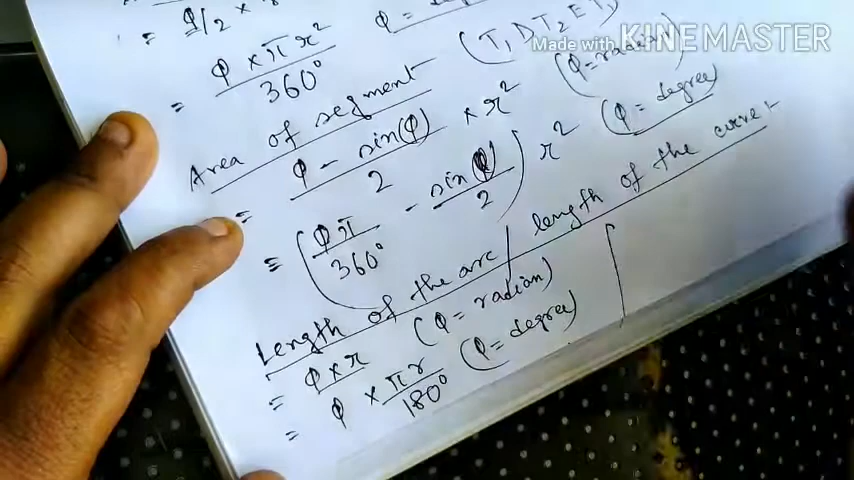 = φ/2 ×
= φ × π r² / 360°
φ =
Area of segment (T₁ D T₂ E T₁)
= φ - sin(φ) / 2 × r² (φ = radian)
= (φπ / 360° - sin(φ) / 2) r² (φ = degree)
Length of the arc / length of the curve
= φ × r (φ = radian)
= φ × πr / 180° (φ = degree)
Made with KINEMASTER